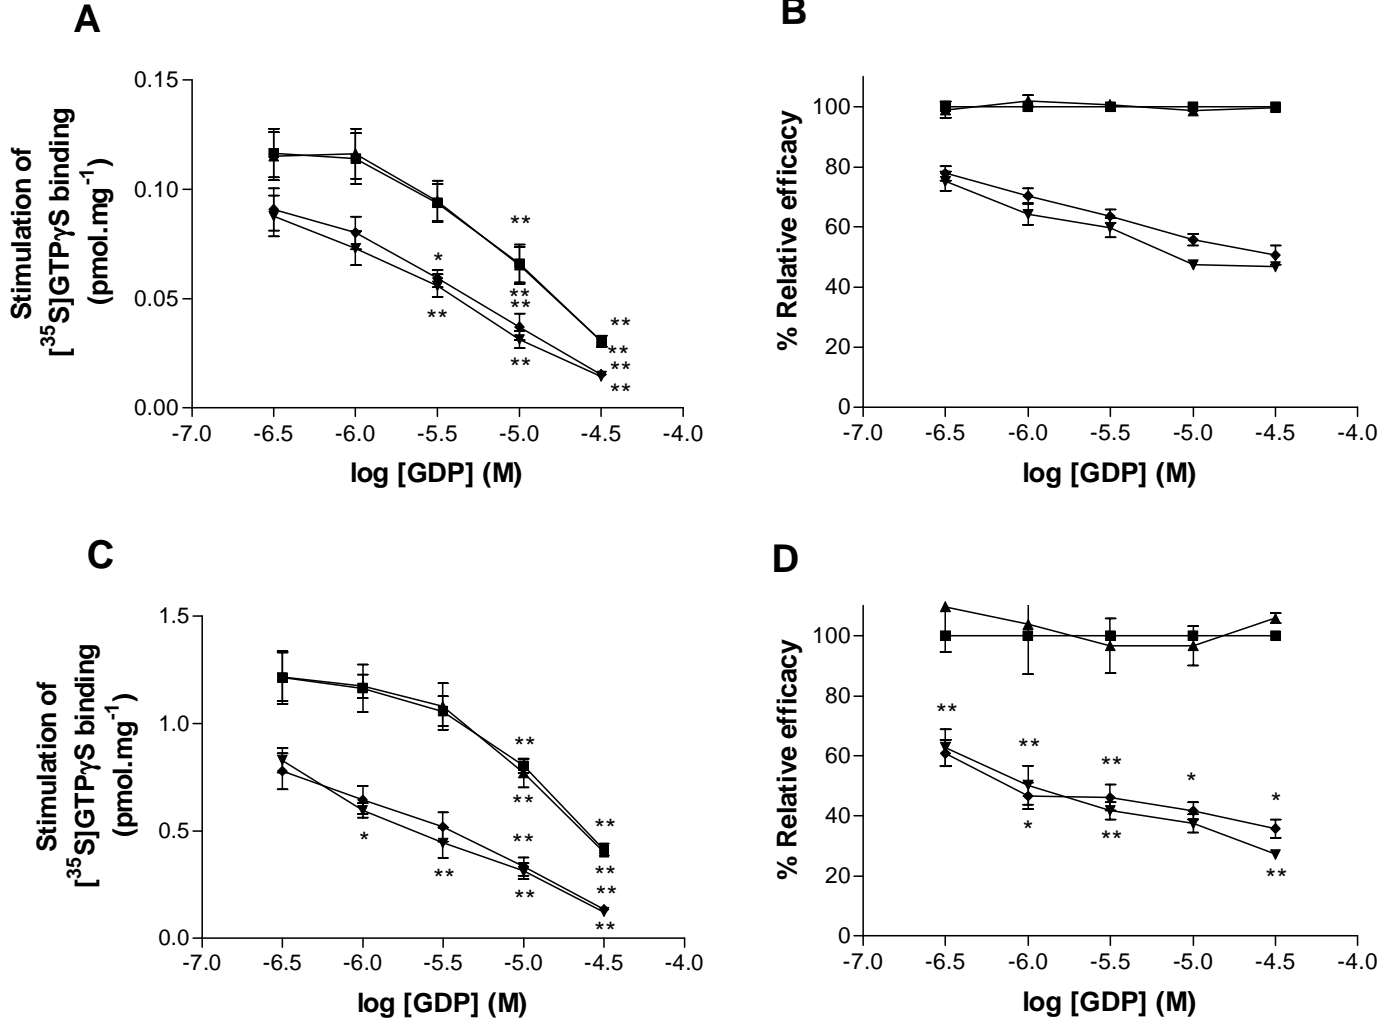 A
Stimulation of
[³⁵S]GTPγS binding
(pmol.mg⁻¹)
0.15
0.10
0.05
0.00
**
*
**
**
**
**
**
**
**
**
-7.0 -6.5 -6.0 -5.5 -5.0 -4.5 -4.0
log [GDP] (M)
B
% Relative efficacy
100
80
60
40
20
0
-7.0 -6.5 -6.0 -5.5 -5.0 -4.5 -4.0
log [GDP] (M)
C
Stimulation of
[³⁵S]GTPγS binding
(pmol.mg⁻¹)
1.5
1.0
0.5
0.0
**
**
**
*
**
**
**
**
**
**
-7.0 -6.5 -6.0 -5.5 -5.0 -4.5 -4.0
log [GDP] (M)
D
% Relative efficacy
100
80
60
40
20
0
**
**
**
*
*
*
**
**
-7.0 -6.5 -6.0 -5.5 -5.0 -4.5 -4.0
log [GDP] (M)